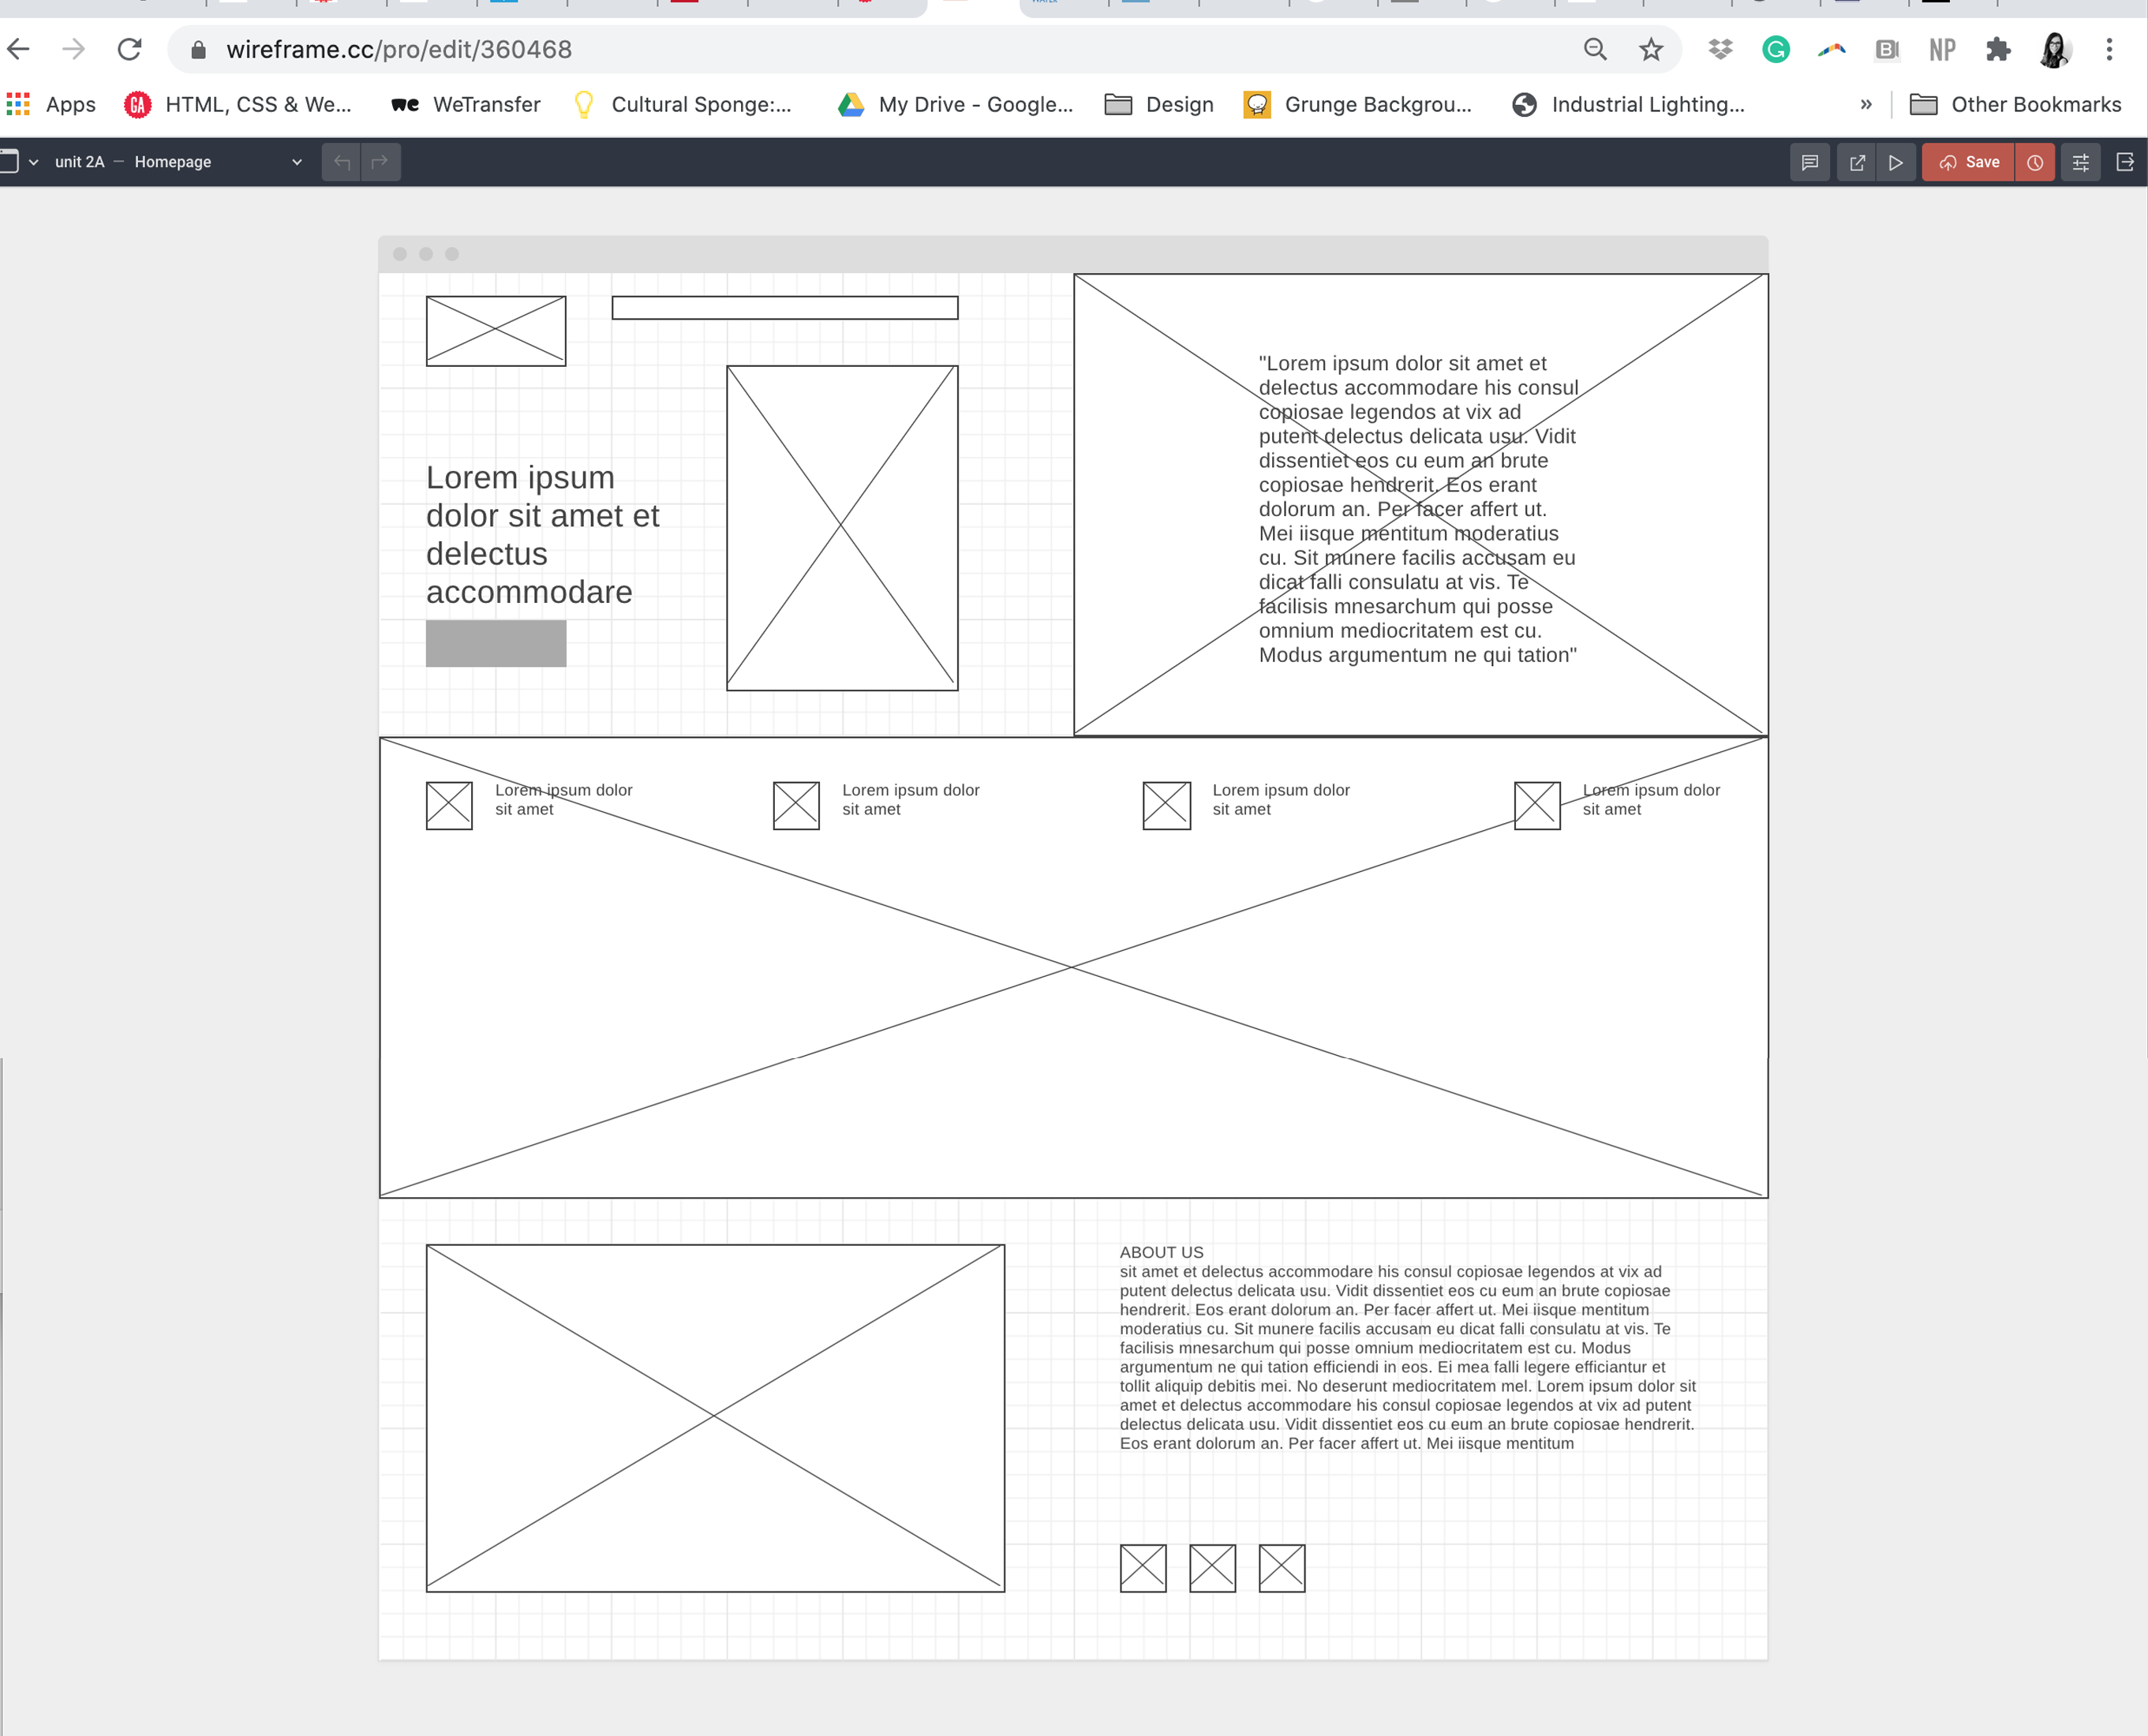 wireframe.cc/pro/edit/360468
NP
Apps
GA
HTML, CSS & We...
we
WeTransfer
Cultural Sponge:...
My Drive - Google...
Design
Grunge Backgrou...
Industrial Lighting...
»
Other Bookmarks
unit 2A — Homepage
Save
"Lorem ipsum dolor sit amet et
delectus accommodare his consul
copiosae legendos at vix ad
putent delectus delicata usu. Vidit
dissentiet eos cu eum an brute
copiosae hendrerit. Eos erant
dolorum an. Per facer affert ut.
Mei iisque mentitum moderatius
cu. Sit munere facilis accusam eu
dicat falli consulatu at vis. Te
facilisis mnesarchum qui posse
omnium mediocritatem est cu.
Modus argumentum ne qui tation"
Lorem ipsum
dolor sit amet et
delectus
accommodare
Lorem ipsum dolor
sit amet
Lorem ipsum dolor
sit amet
Lorem ipsum dolor
sit amet
Lorem ipsum dolor
sit amet
ABOUT US
sit amet et delectus accommodare his consul copiosae legendos at vix ad
putent delectus delicata usu. Vidit dissentiet eos cu eum an brute copiosae
hendrerit. Eos erant dolorum an. Per facer affert ut. Mei iisque mentitum
moderatius cu. Sit munere facilis accusam eu dicat falli consulatu at vis. Te
facilisis mnesarchum qui posse omnium mediocritatem est cu. Modus
argumentum ne qui tation efficiendi in eos. Ei mea falli legere efficiantur et
tollit aliquip debitis mei. No deserunt mediocritatem mel. Lorem ipsum dolor sit
amet et delectus accommodare his consul copiosae legendos at vix ad putent
delectus delicata usu. Vidit dissentiet eos cu eum an brute copiosae hendrerit.
Eos erant dolorum an. Per facer affert ut. Mei iisque mentitum